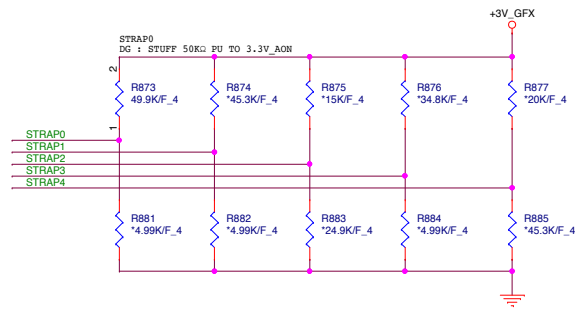 +3V_GFX
STRAP0
DG : STUFF 50KΩ PU TO 3.3V_AON
2
R873
49.9K/F_4
R874
*45.3K/F_4
R875
*15K/F_4
R876
*34.8K/F_4
R877
*20K/F_4
1
STRAP0
STRAP1
STRAP2
STRAP3
STRAP4
R881
*4.99K/F_4
R882
*4.99K/F_4
R883
*24.9K/F_4
R884
*4.99K/F_4
R885
*45.3K/F_4